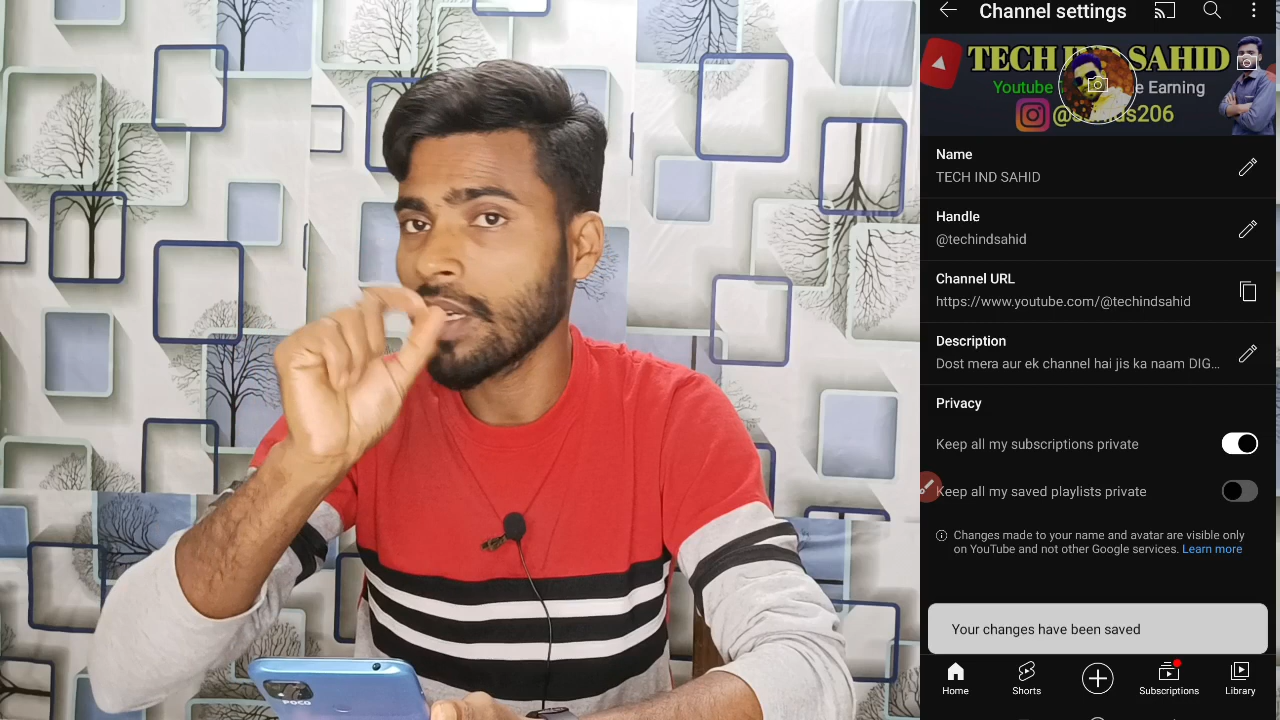 Channel settings
TECH IND SAHID
Youtube
e Earning
Name
TECH IND SAHID
Handle
@techindsahid
Channel URL
https://www.youtube.com/@techindsahid
Description
Dost mera aur ek channel hai jis ka naam DIG...
Privacy
Keep all my subscriptions private
Keep all my saved playlists private
Changes made to your name and avatar are visible only
on YouTube and not other Google services. Learn more
Your changes have been saved
Home
Shorts
Subscriptions
Library
POCO